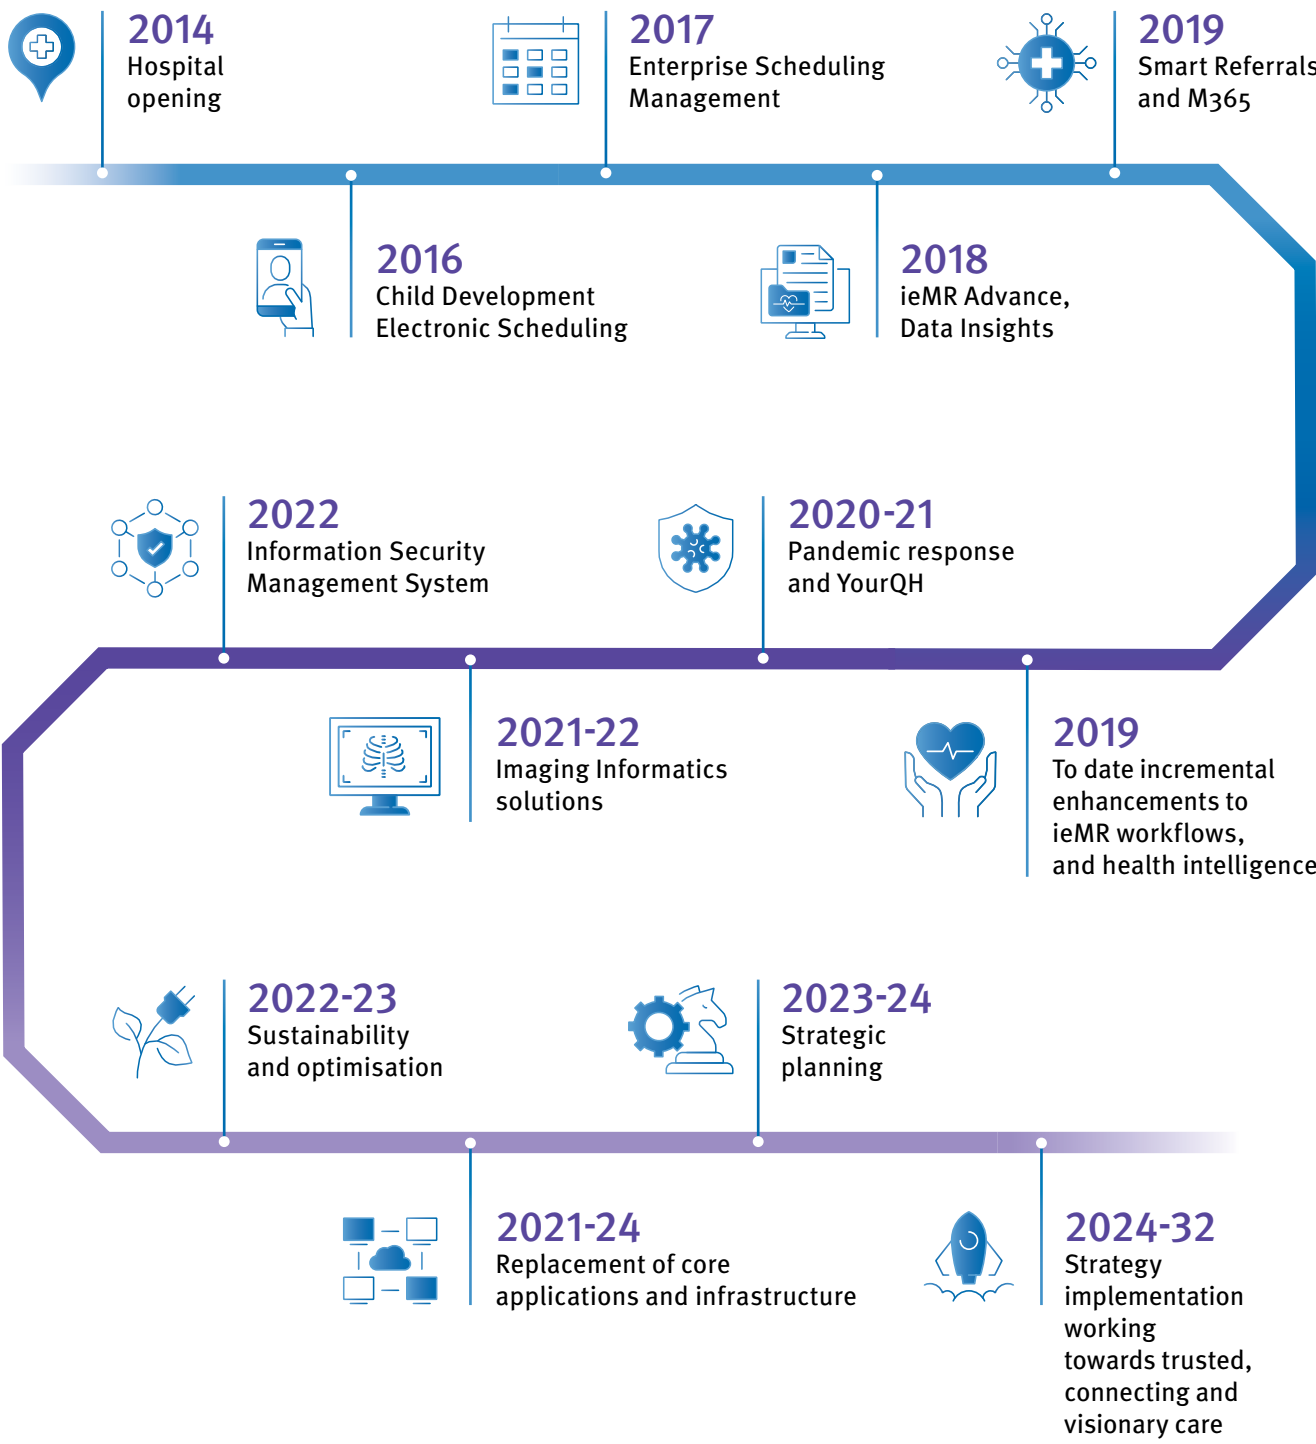 2014
Hospital
opening
2016
Child Development
Electronic Scheduling
2017
Enterprise Scheduling
Management
2018
ieMR Advance,
Data Insights
2019
Smart Referrals
and M365
2019
To date incremental
enhancements to
ieMR workflows,
and health intelligence
2020-21
Pandemic response
and YourQH
2021-22
Imaging Informatics
solutions
2022
Information Security
Management System
2022-23
Sustainability
and optimisation
2021-24
Replacement of core
applications and infrastructure
2023-24
Strategic
planning
2024-32
Strategy
implementation
working
towards trusted,
connecting and
visionary care